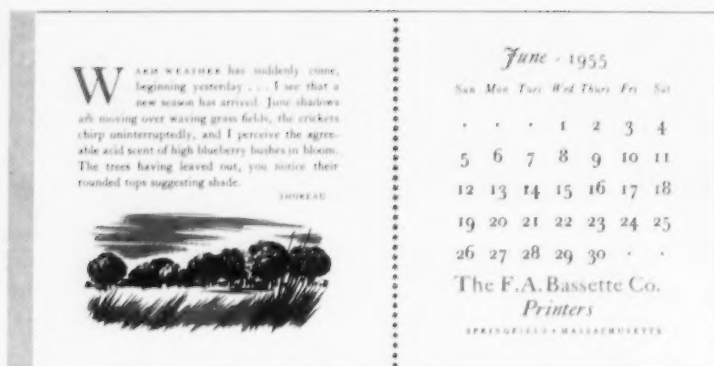 WARM WEATHER has suddenly come,
beginning yesterday . . . I see that a
new season has arrived. June shadows
are moving over waving grass fields, the crickets
chirp uninterruptedly, and I perceive the agree-
able acid scent of high blueberry bushes in bloom.
The trees having leaved out, you notice their
rounded tops suggesting shade.
THOREAU
June · 1955
Sun Mon Tues Wed Thurs Fri Sat
· · · 1 2 3 4
5 6 7 8 9 10 11
12 13 14 15 16 17 18
19 20 21 22 23 24 25
26 27 28 29 30 · ·
The F.A. Bassette Co.
Printers
SPRINGFIELD · MASSACHUSETTS